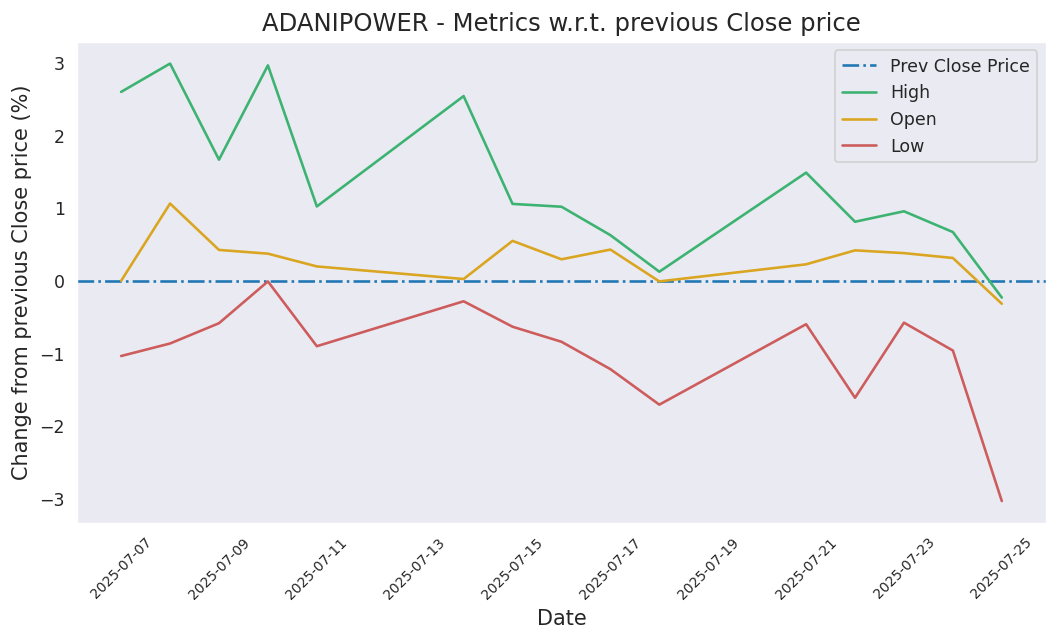 ADANIPOWER - Metrics w.r.t. previous Close price
Prev Close Price
High
Open
Low
Change from previous Close price (%)
3
2
1
0
−1
−2
−3
2025-07-07
2025-07-09
2025-07-11
2025-07-13
2025-07-15
2025-07-17
2025-07-19
2025-07-21
2025-07-23
2025-07-25
Date